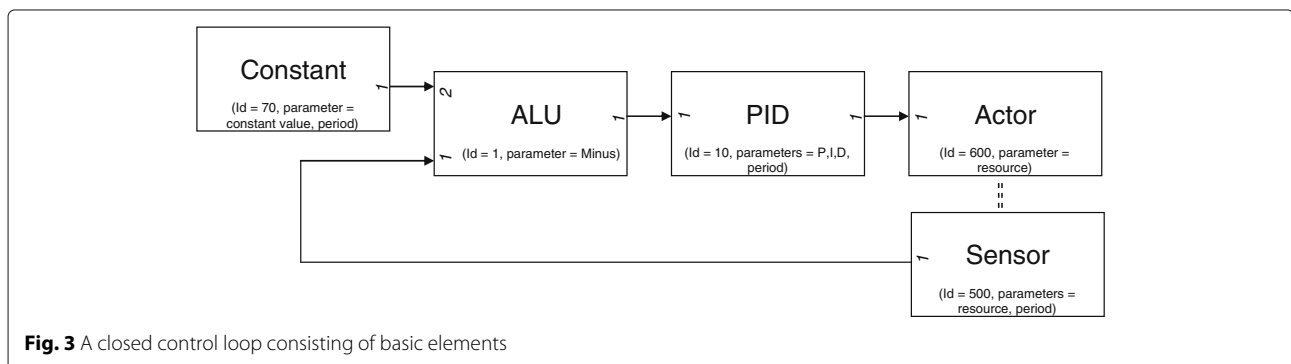 Constant
(Id = 70, parameter =
constant value, period)
1
2
1
ALU
(Id = 1, parameter = Minus)
1
1
PID
(Id = 10, parameters = P,I,D,
period)
1
1
Actor
(Id = 600, parameter =
resource)
1
Sensor
(Id = 500, parameters =
resource, period)
Fig. 3 A closed control loop consisting of basic elements